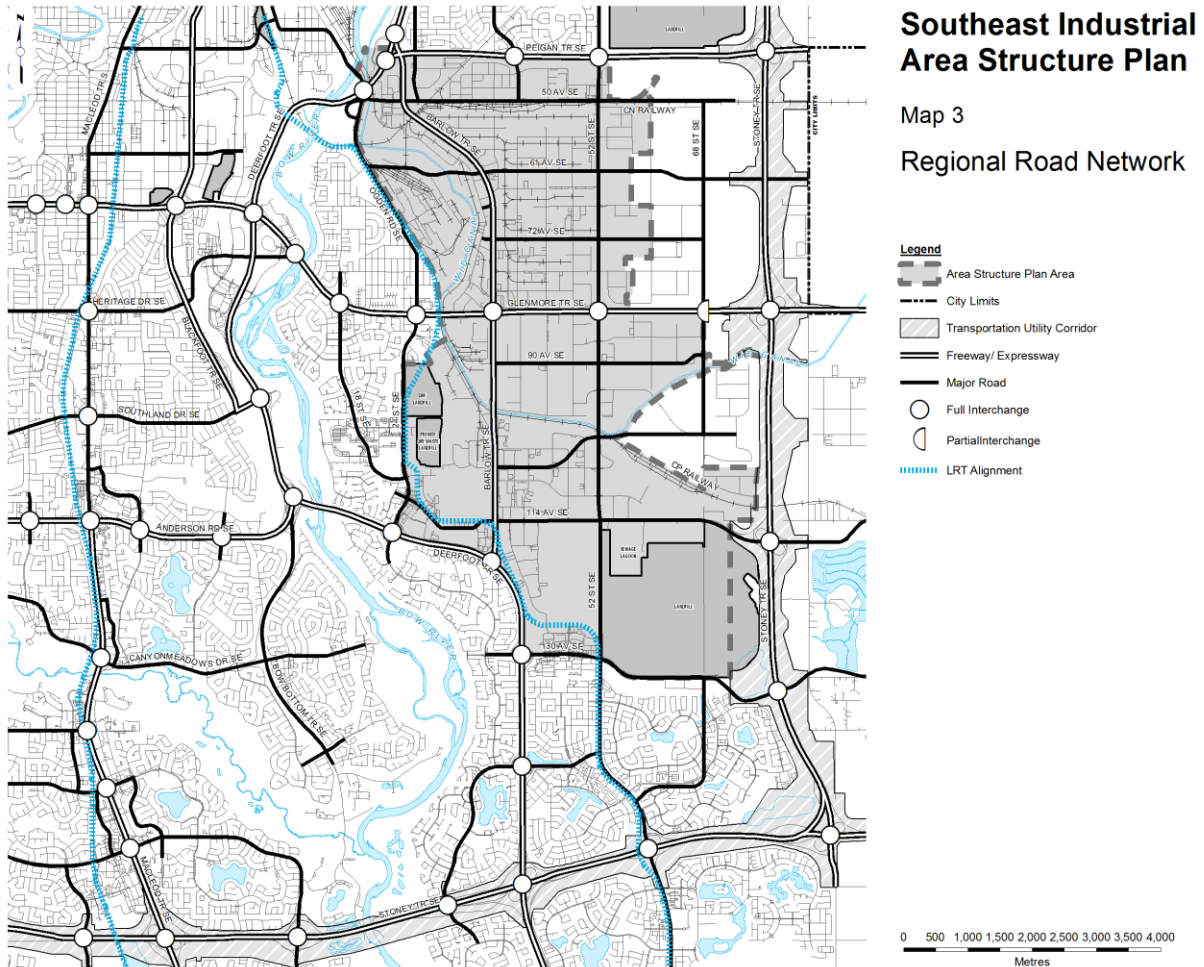 Southeast Industrial
Area Structure Plan
Map 3
Regional Road Network
Legend
Area Structure Plan Area
City Limits
Transportation Utility Corridor
Freeway/ Expressway
Major Road
Full Interchange
PartialInterchange
LRT Alignment
0 500 1,000 1,500 2,000 2,500 3,000 3,500 4,000
Metres
LANDFILL
PEIGAN TR SE
50 AV SE
CN RAILWAY
MACLEOD TR S
DEERFOOT TR SE
BOW RIVER
BARLOW TR SE
52 ST SE
68 ST SE
STONEY TR SE
CITY LIMITS
61 AV SE
OGDEN RD SE
72 AV SE
HERITAGE DR SE
GLENMORE TR SE
BLACKFOOT TR SE
90 AV SE
SOUTHLAND DR SE
18 ST SE
24 ST SE
LANDFILL
PRIVATE
DRY WASTE
LANDFILL
BARLOW TR SE
CP RAILWAY
114 AV SE
ANDERSON RD SE
DEERFOOT TR SE
SEWAGE
LAGOON
52 ST SE
LANDFILL
STONEY TR SE
BOW RIVER
30 AV SE
CANYONMEADOWS DR SE
BOW BOTTOM TR SE
MACLEOD TR SE
STONEY TR SE